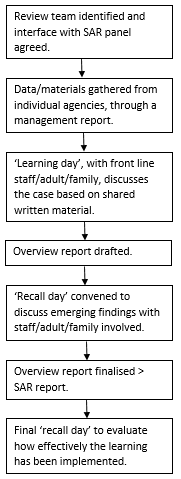 Review team identified and
interface with SAR panel
agreed.
Data/materials gathered from
individual agencies, through a
management report.
‘Learning day’, with front line
staff/adult/family, discusses
the case based on shared
written material.
Overview report drafted.
‘Recall day’ convened to
discuss emerging findings with
staff/adult/family involved.
Overview report finalised >
SAR report.
Final ‘recall day’ to evaluate
how effectively the learning
has been implemented.